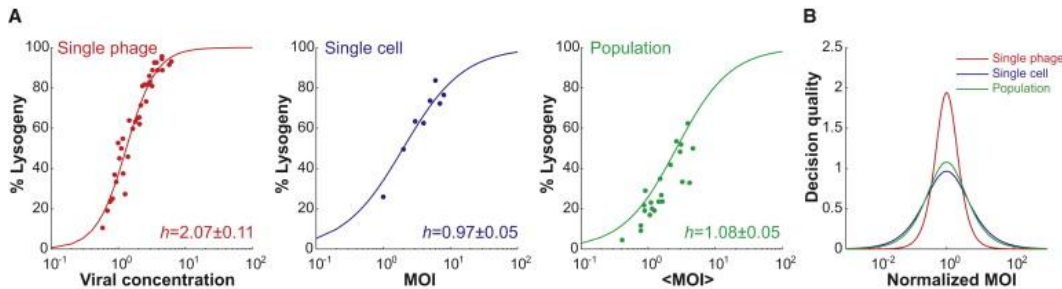 A
Single phage
% Lysogeny
100
80
60
40
20
0
h=2.07±0.11
10⁻¹ 10⁰ 10¹ 10²
Viral concentration
Single cell
% Lysogeny
100
80
60
40
20
0
h=0.97±0.05
10⁻¹ 10⁰ 10¹ 10²
MOI
Population
% Lysogeny
100
80
60
40
20
0
h=1.08±0.05
10⁻¹ 10⁰ 10¹ 10²
<MOI>
B
Decision quality
2.5
2
1.5
1
0.5
0
Single phage
Single cell
Population
10⁻² 10⁰ 10²
Normalized MOI